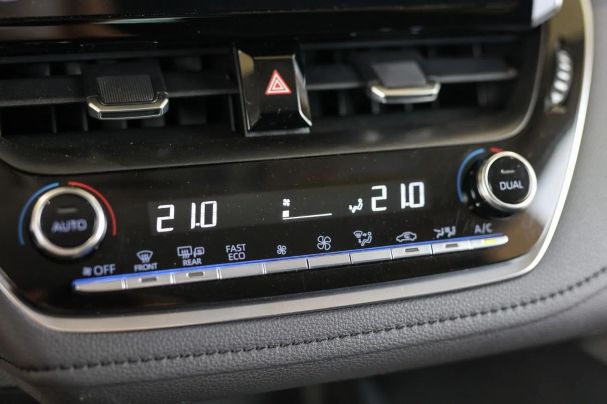 21.0 21.0
AUTO DUAL
OFF FRONT REAR FAST ECO A/C